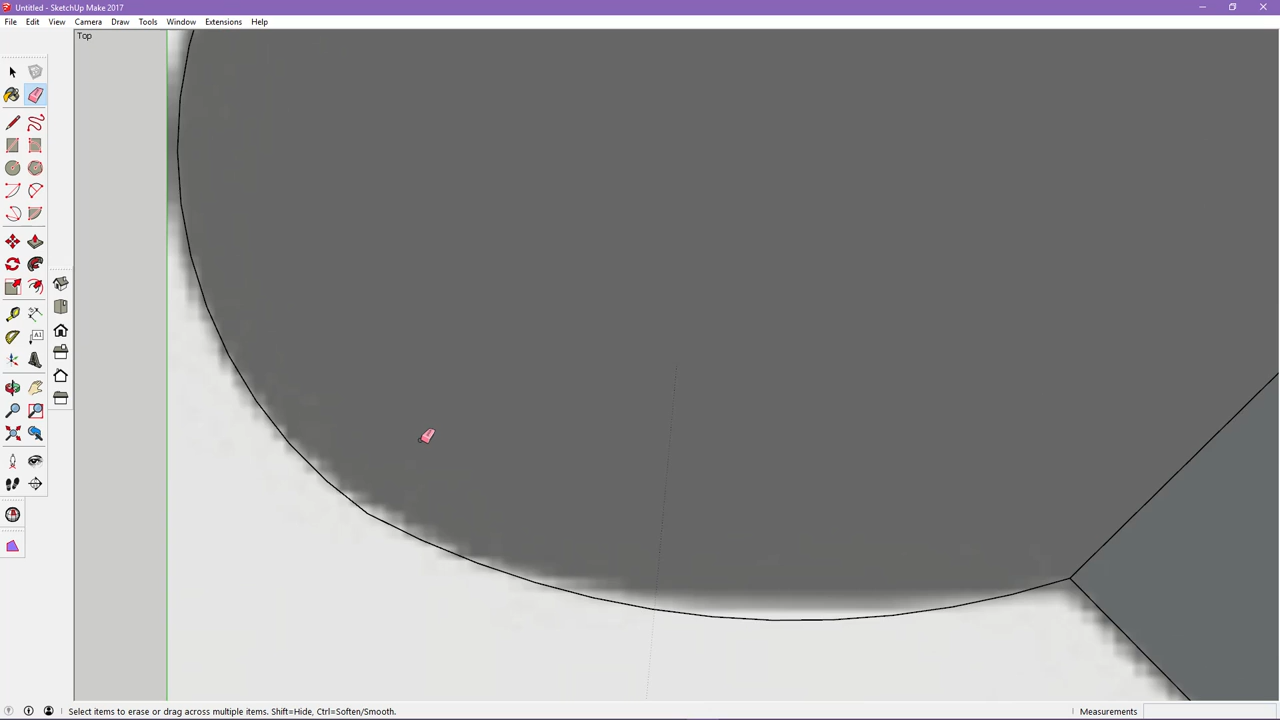 Untitled - SketchUp Make 2017
File Edit View Camera Draw Tools Window Extensions Help
Top
A1
Select items to erase or drag across multiple items. Shift=Hide, Ctrl=Soften/Smooth.
Measurements